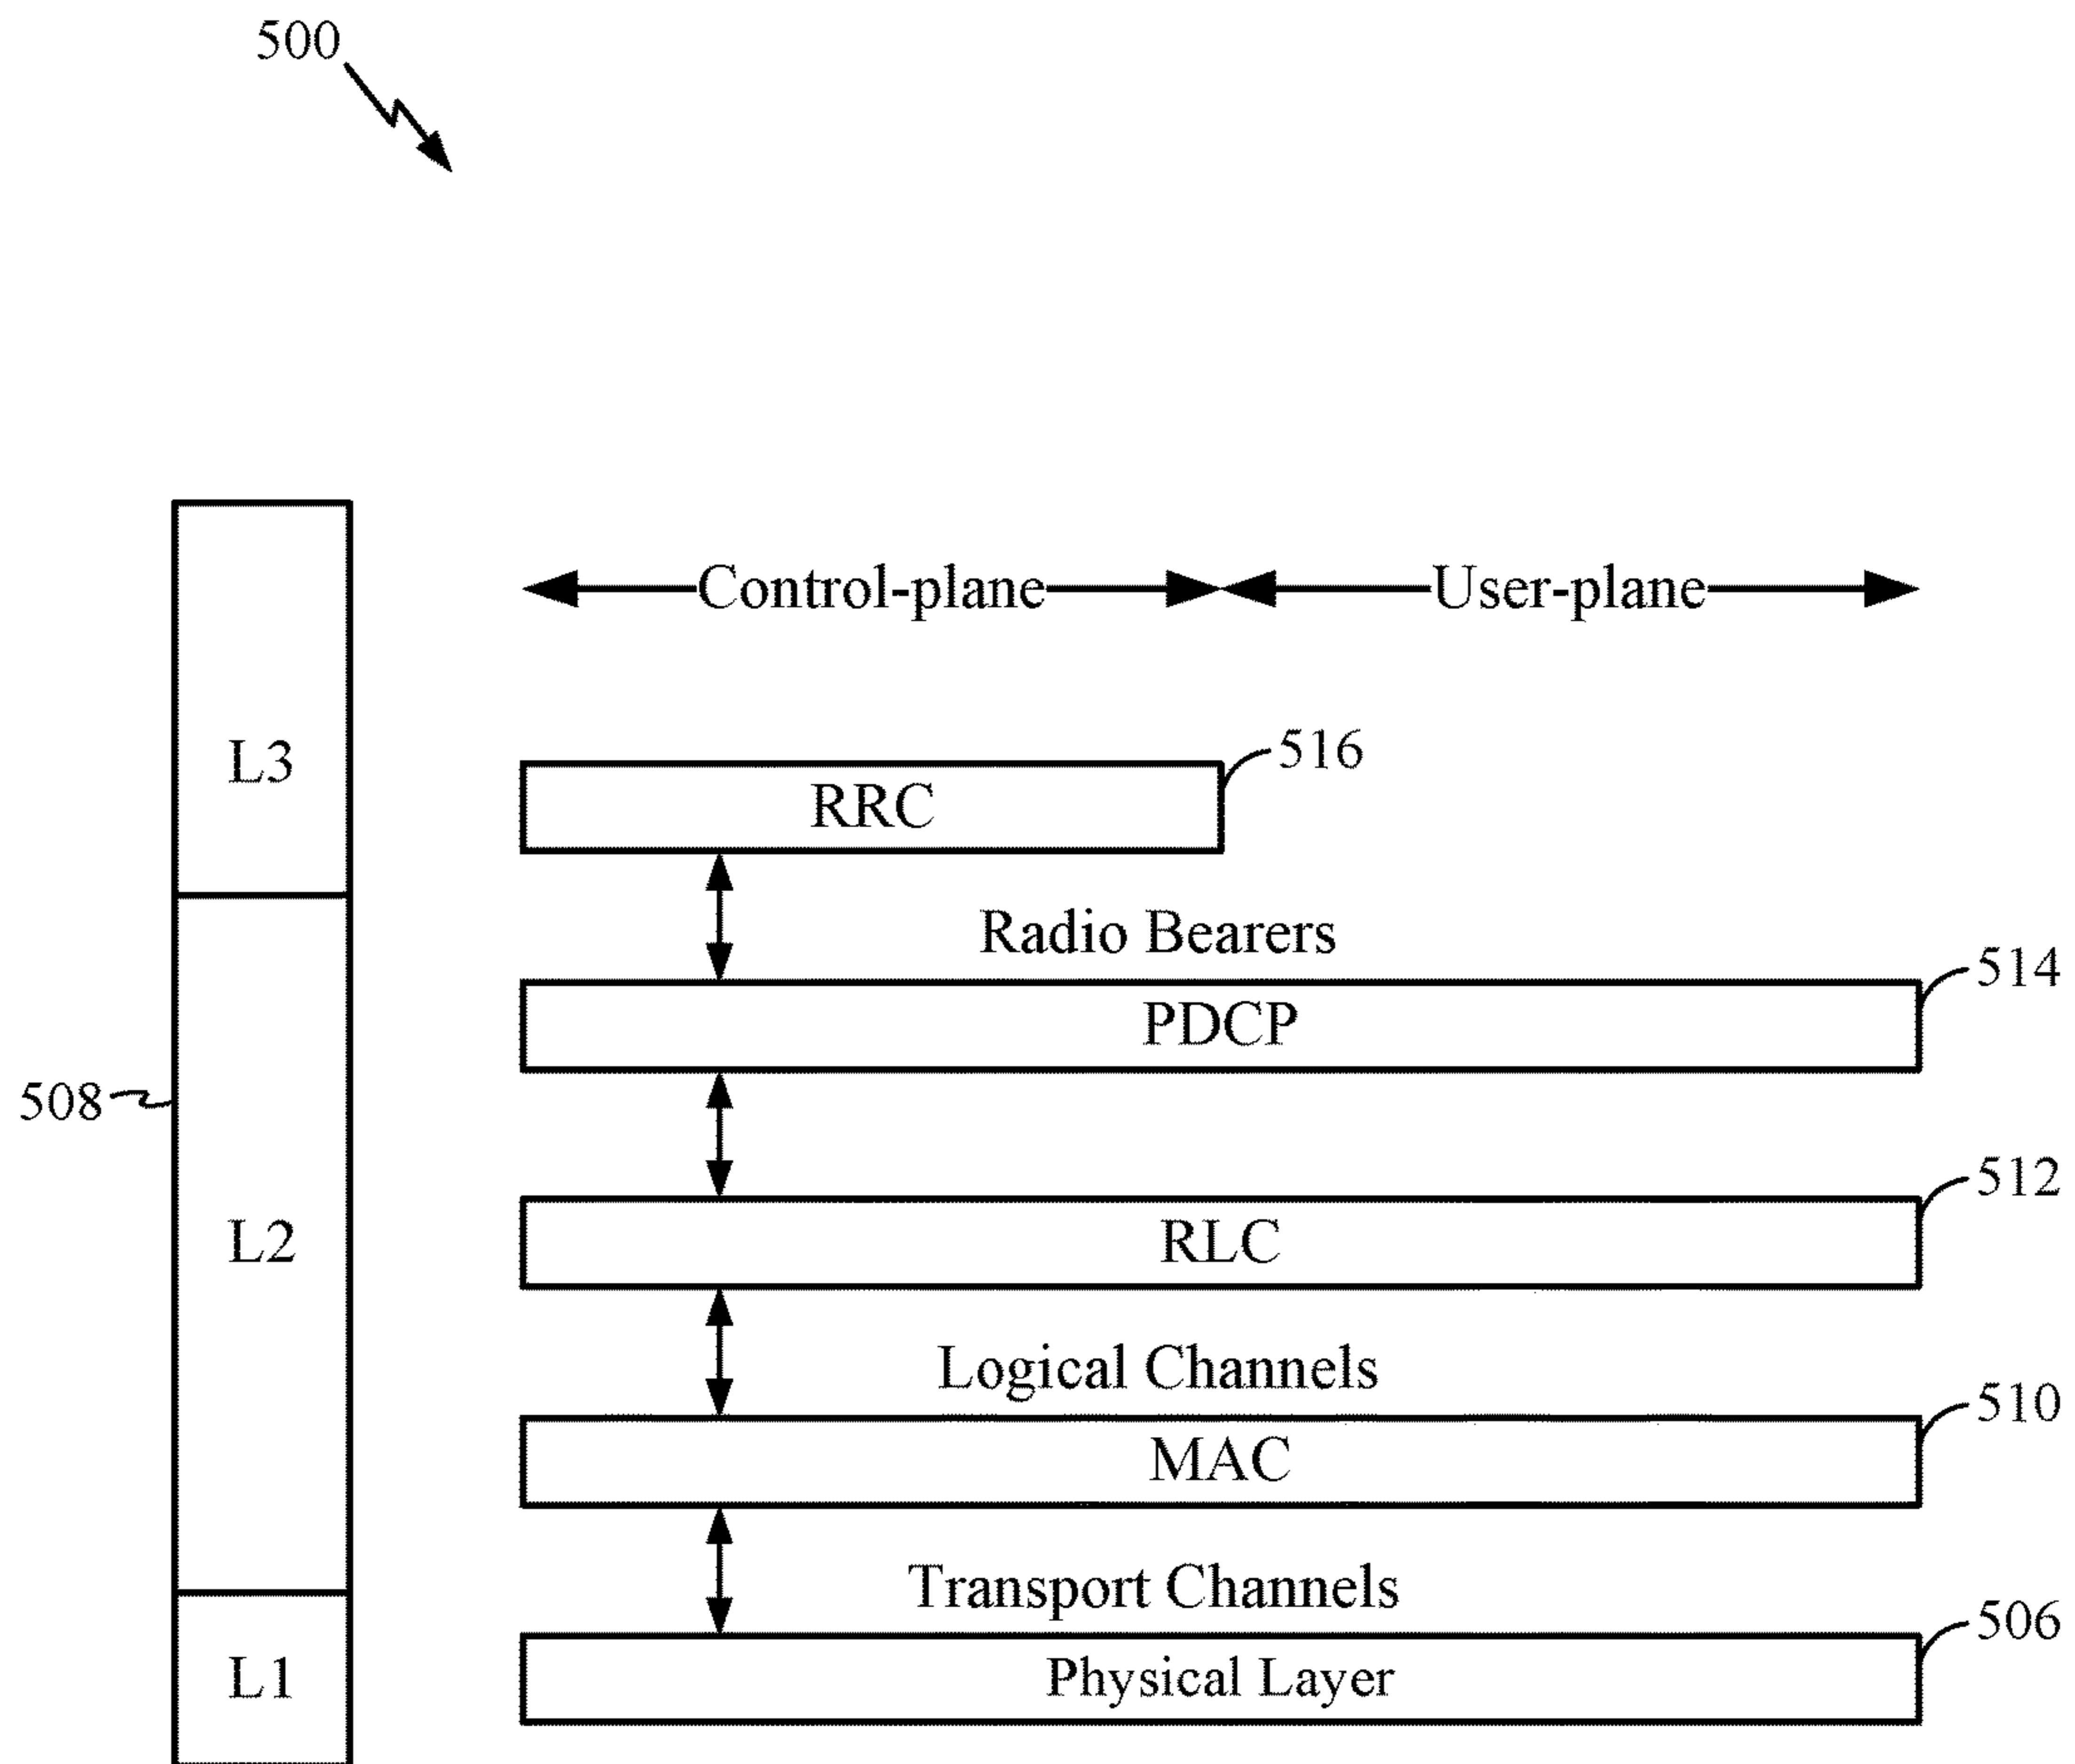 500
Control-plane User-plane
L3
516
RRC
Radio Bearers
514
PDCP
508
512
L2
RLC
Logical Channels
510
MAC
Transport Channels
506
L1
Physical Layer